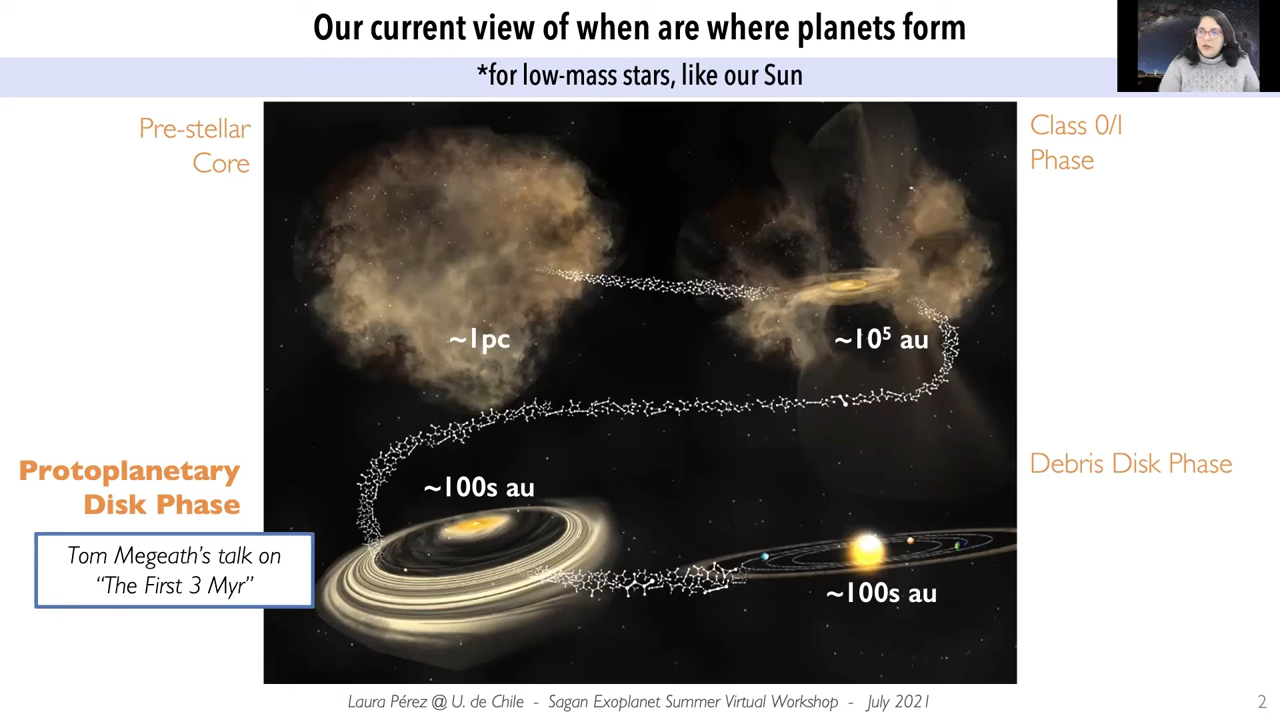 Our current view of when are where planets form
*for low-mass stars, like our Sun
Pre-stellar
Core
Class 0/I
Phase
~1pc
~10⁵ au
Protoplanetary
Disk Phase
~100s au
Debris Disk Phase
Tom Megeath's talk on
"The First 3 Myr"
~100s au
Laura Pérez @ U. de Chile - Sagan Exoplanet Summer Virtual Workshop - July 2021
2